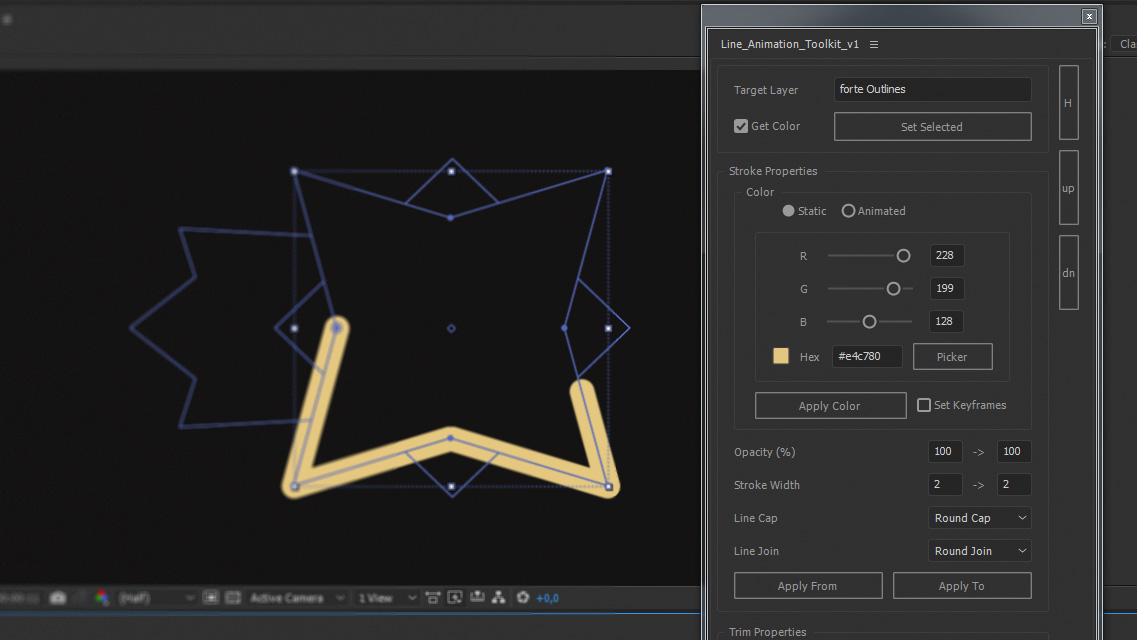 Line_Animation_Toolkit_v1
Cla
Target Layer forte Outlines
H
Get Color Set Selected
Stroke Properties
Color
up
Static Animated
R 228
dn
G 199
B 128
Hex #e4c780 Picker
Apply Color Set Keyframes
Opacity (%) 100 -> 100
Stroke Width 2 -> 2
Line Cap Round Cap
Line Join Round Join
Apply From Apply To
(Half) Active Camera 1 View +0,0
Trim Properties